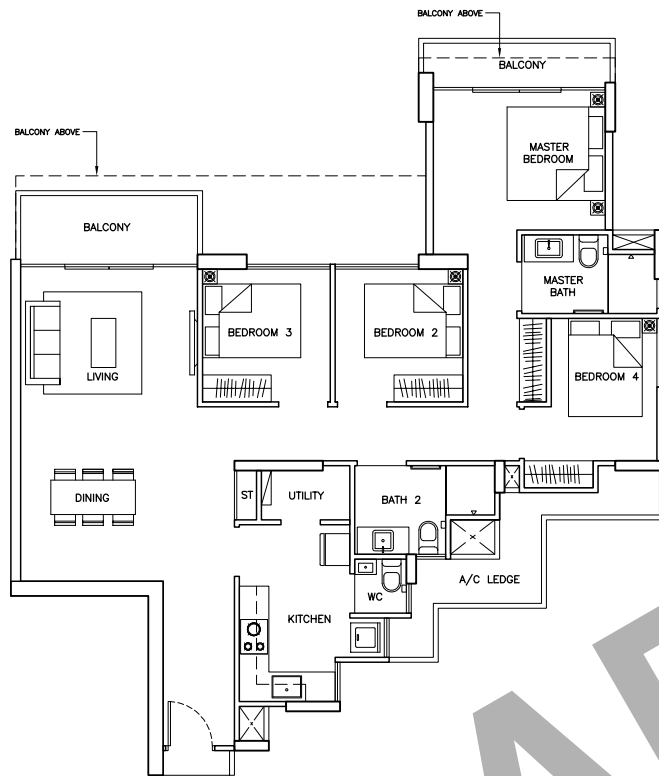 BALCONY ABOVE
BALCONY
MASTER
BEDROOM
BALCONY ABOVE
BALCONY
MASTER
BATH
BEDROOM 3
BEDROOM 2
LIVING
BEDROOM 4
DINING
ST
UTILITY
BATH 2
A/C LEDGE
WC
KITCHEN